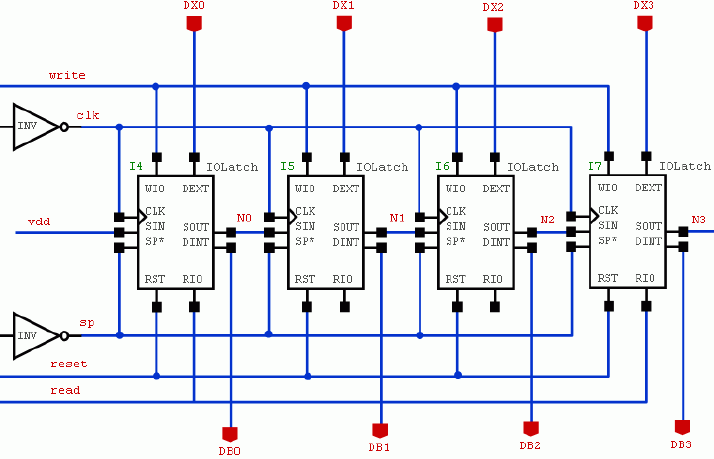 DX0 DX1 DX2 DX3
write
INV clk
I4 IOLatch I5 IOLatch I6 IOLatch I7 IOLatch
WIO DEXT WIO DEXT WIO DEXT WIO DEXT
CLK CLK CLK CLK
vdd SIN SOUT N0 SIN SOUT N1 SIN SOUT N2 SIN SOUT N3
SP* DINT SP* DINT SP* DINT SP* DINT
RST RIO RST RIO RST RIO RST RIO
INV sp
reset
read
DB0 DB1 DB2 DB3